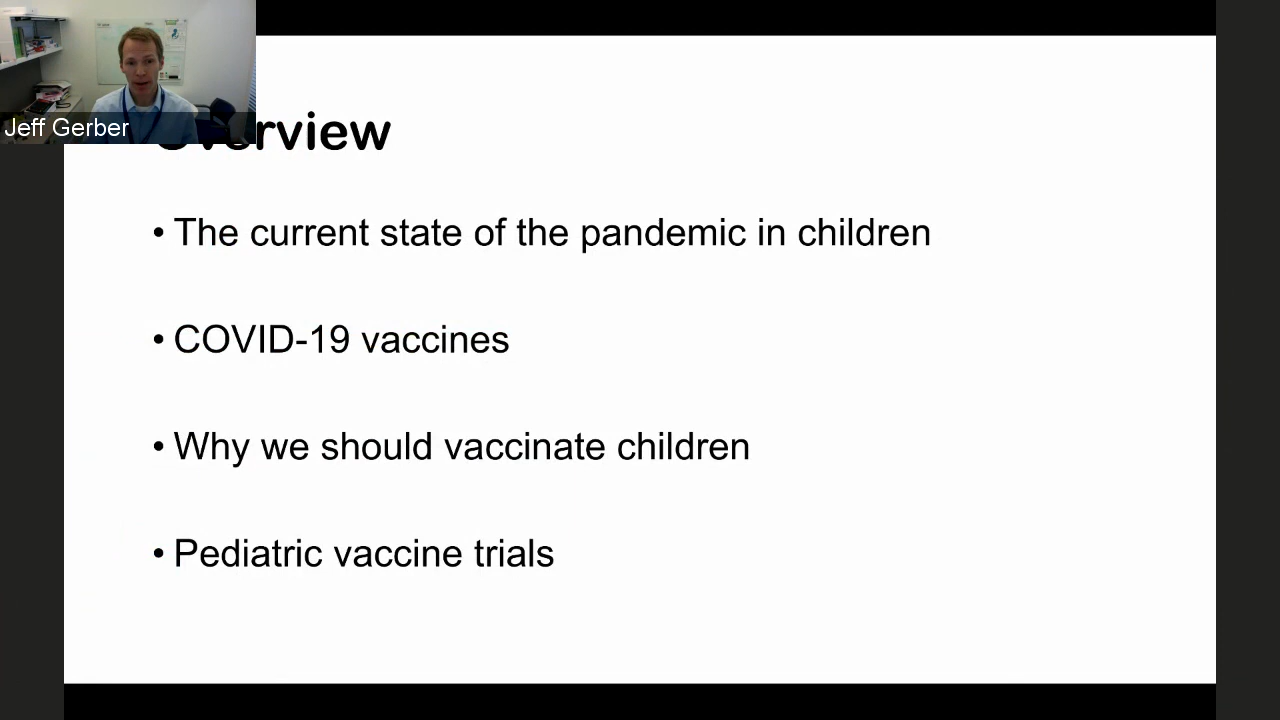 Jeff Gerber
Overview
• The current state of the pandemic in children
• COVID-19 vaccines
• Why we should vaccinate children
• Pediatric vaccine trials